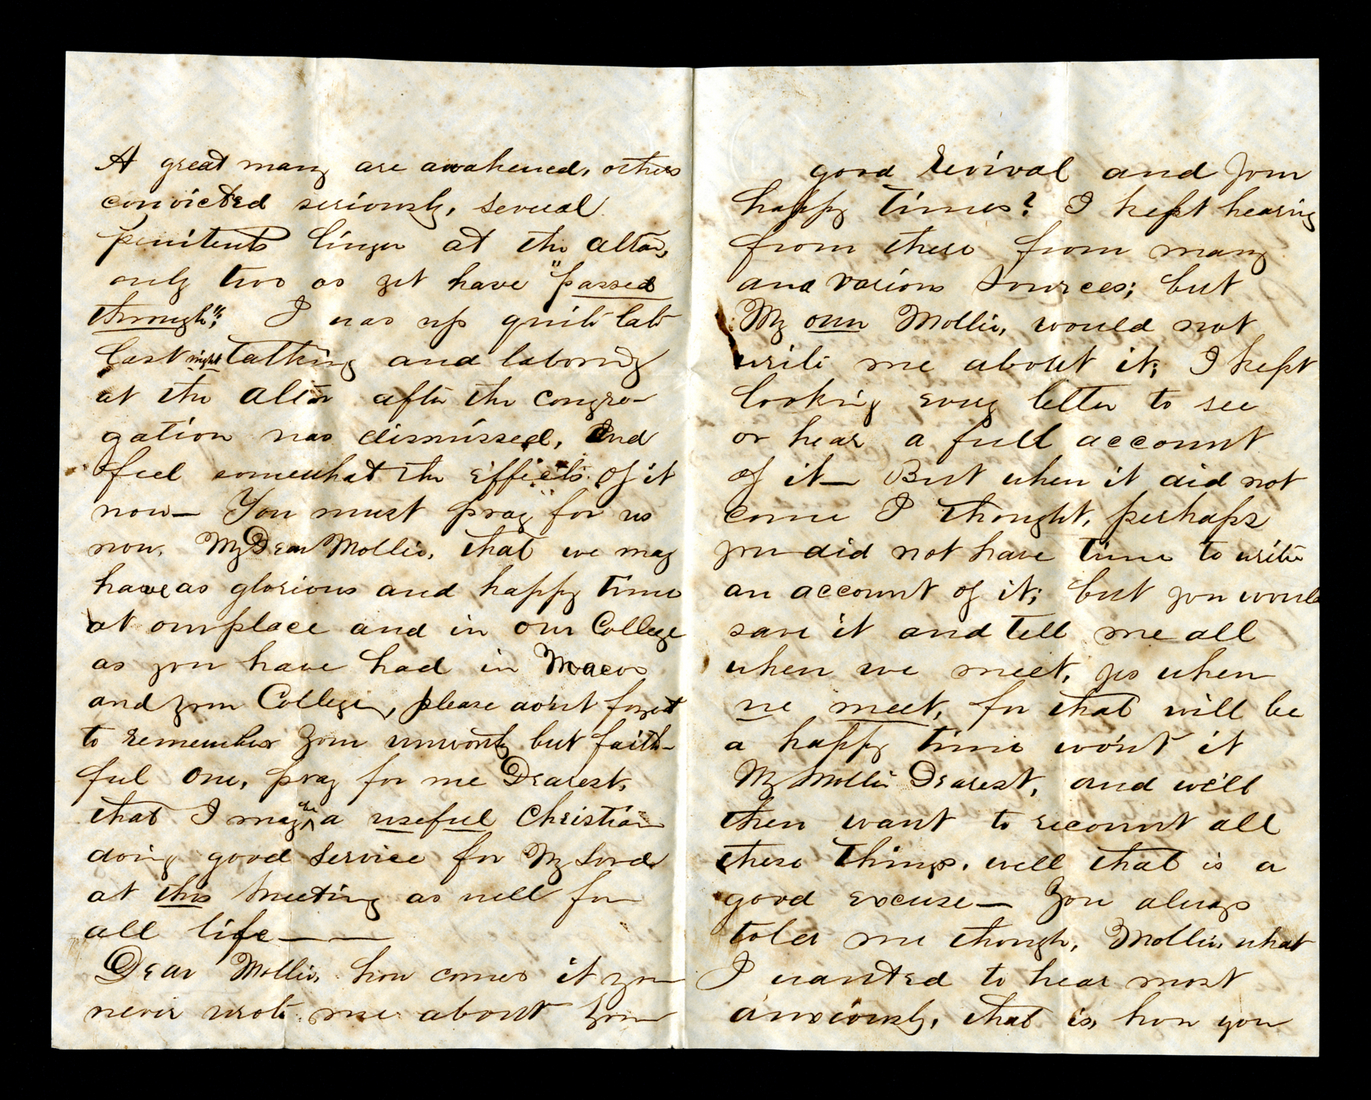 A great many are awakened, others
convicted seriously, several
penitents linger at the altar,
only two as yet have "passed
through", I was up quite late
last night talking and laboring
at the altar after the congre-
gation was dismissed, and
feel somewhat the effects of it
now— You must pray for us
now, My Dear Mollie, that we may
have as glorious and happy time
at our place and in our College
as you have had in Macon
and your College, please don't forget
to remember your unworthy but faith-
ful one, pray for me Dearest,
that I may be a useful Christian
doing good service for My Lord
at this meeting as well for
all life——
Dear Mollie, how comes it you
never wrote me about your
good revival and your
happy times? I kept hearing
from these from many
and various sources; but
My own Mollie, would not
write me about it; I kept
looking every letter to see
or hear a full account
of it— But when it did not
come I thought, perhaps
you did not have time to write
an account of it; but you would
save it and tell me all
when we meet, yes when
we meet, for that will be
a happy time won't it
My Mollie Dearest, and we'll
then want to recount all
these things. well that is a
good excuse— You always
told me though, Mollie, what
I wanted to hear most
anxiously, that is, how you